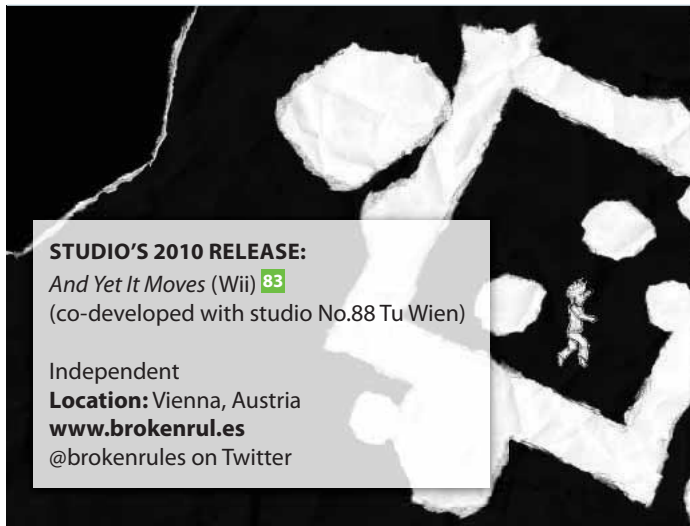 STUDIO'S 2010 RELEASE:
And Yet It Moves (Wii) 83
(co-developed with studio No.88 Tu Wien)
Independent
Location: Vienna, Austria
www.brokenrul.es
@brokenrules on Twitter